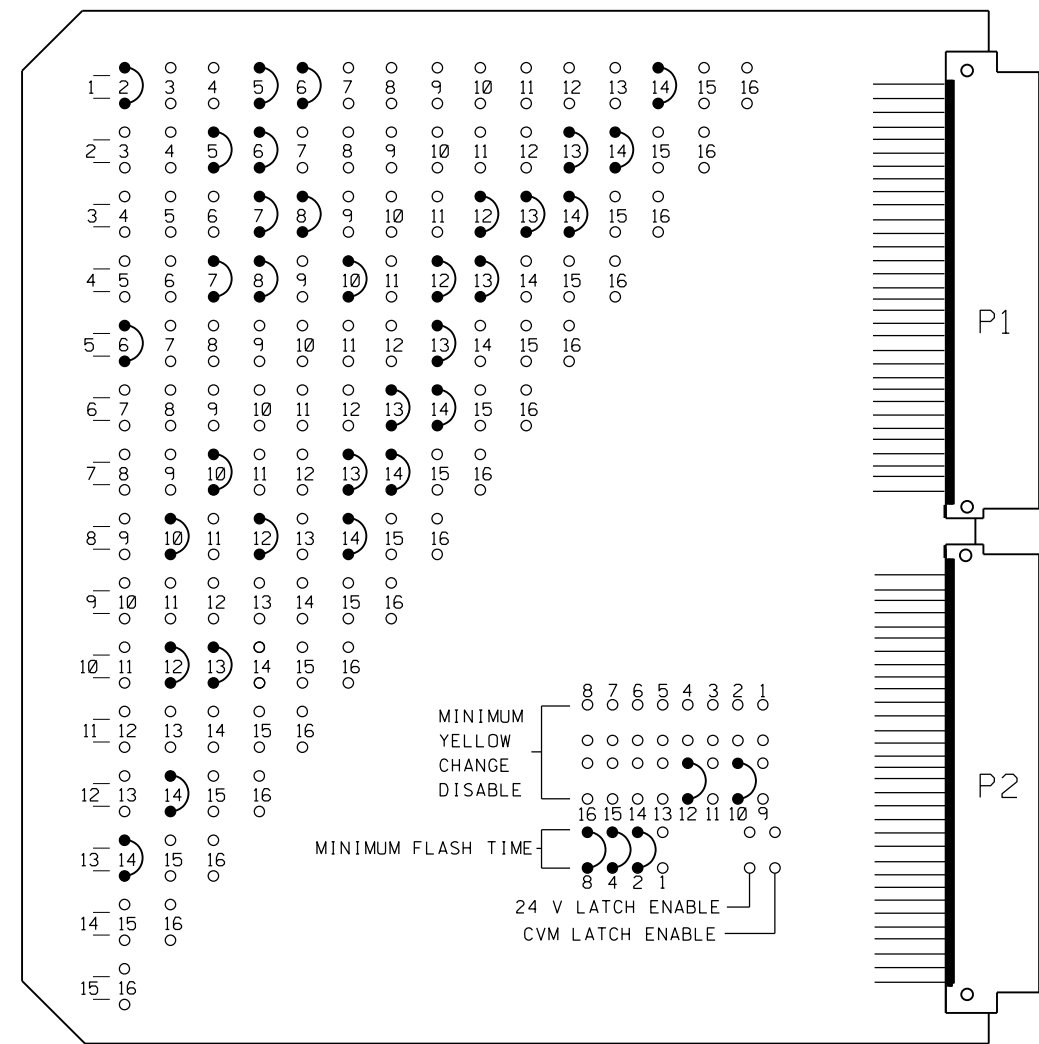 1 2 3 4 5 6 7 8 9 10 11 12 13 14 15 16
2 3 4 5 6 7 8 9 10 11 12 13 14 15 16
3 4 5 6 7 8 9 10 11 12 13 14 15 16
4 5 6 7 8 9 10 11 12 13 14 15 16
P1
5 6 7 8 9 10 11 12 13 14 15 16
6 7 8 9 10 11 12 13 14 15 16
7 8 9 10 11 12 13 14 15 16
8 9 10 11 12 13 14 15 16
9 10 11 12 13 14 15 16
10 11 12 13 14 15 16
8 7 6 5 4 3 2 1
MINIMUM
YELLOW
CHANGE
DISABLE
11 12 13 14 15 16
P2
12 13 14 15 16
16 15 14 13 12 11 10 9
13 14 15 16
MINIMUM FLASH TIME
8 4 2 1
24 V LATCH ENABLE
14 15 16
CVM LATCH ENABLE
15 16